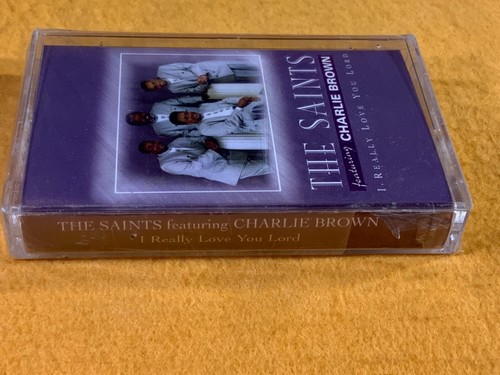 THE SAINTS
featuring CHARLIE BROWN
I REALLY LOVE YOU LORD
THE SAINTS featuring CHARLIE BROWN
I Really Love You Lord